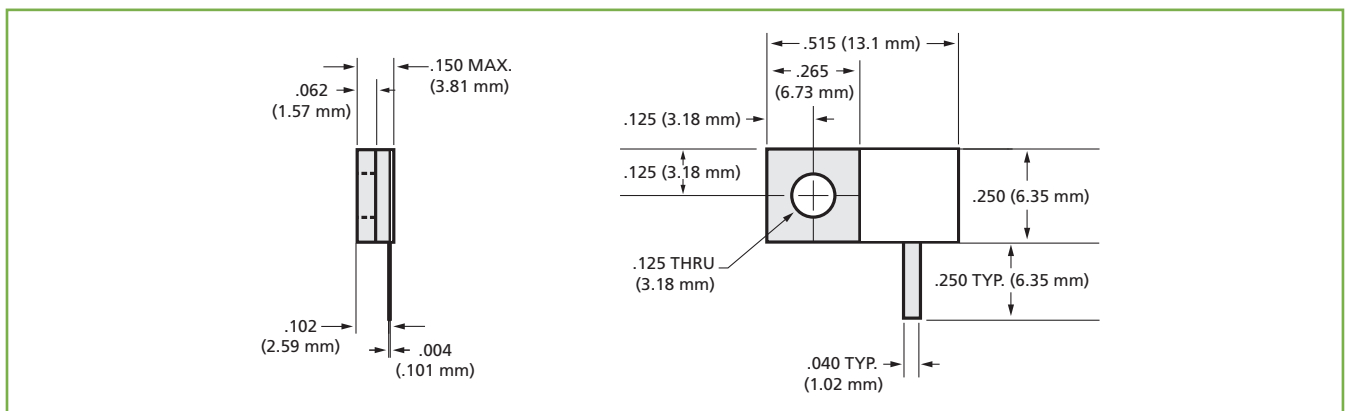 .150 MAX.
(3.81 mm)
.062
(1.57 mm)
.102
(2.59 mm)
.004
(.101 mm)
.515 (13.1 mm)
.265
(6.73 mm)
.125 (3.18 mm)
.125 (3.18 mm)
.125 THRU
(3.18 mm)
.250 (6.35 mm)
.250 TYP. (6.35 mm)
.040 TYP.
(1.02 mm)